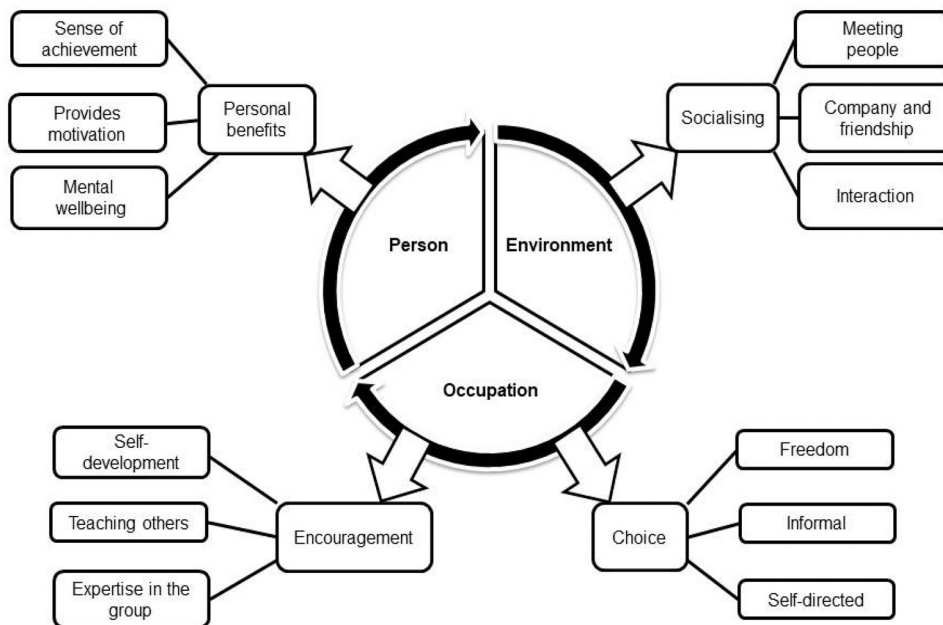 Sense of
achievement
Provides
motivation
Mental
wellbeing
Personal
benefits
Meeting
people
Company and
friendship
Interaction
Socialising
Person
Environment
Occupation
Self-
development
Teaching others
Expertise in the
group
Encouragement
Choice
Freedom
Informal
Self-directed